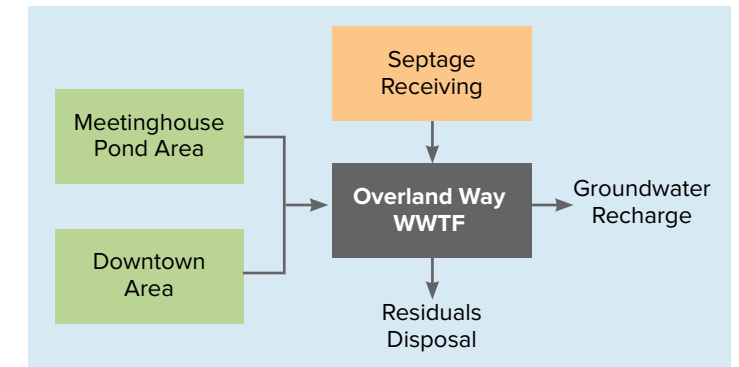 Septage
Receiving
Meetinghouse
Pond Area
Overland Way
WWTF
Groundwater
Recharge
Downtown
Area
Residuals
Disposal